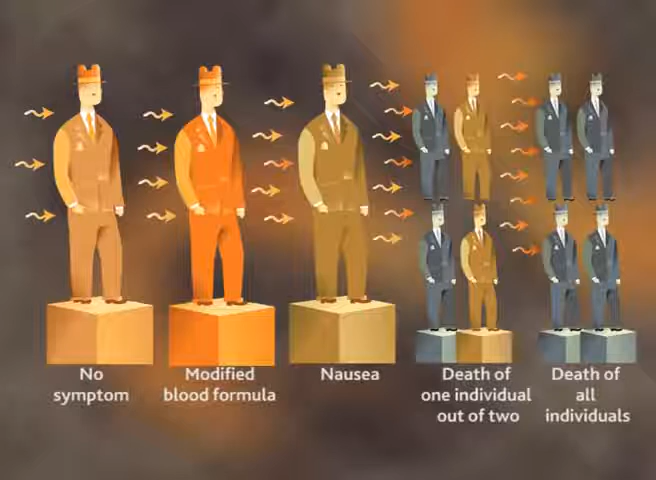 No
symptom
Modified
blood formula
Nausea
Death of
one individual
out of two
Death of
all
individuals